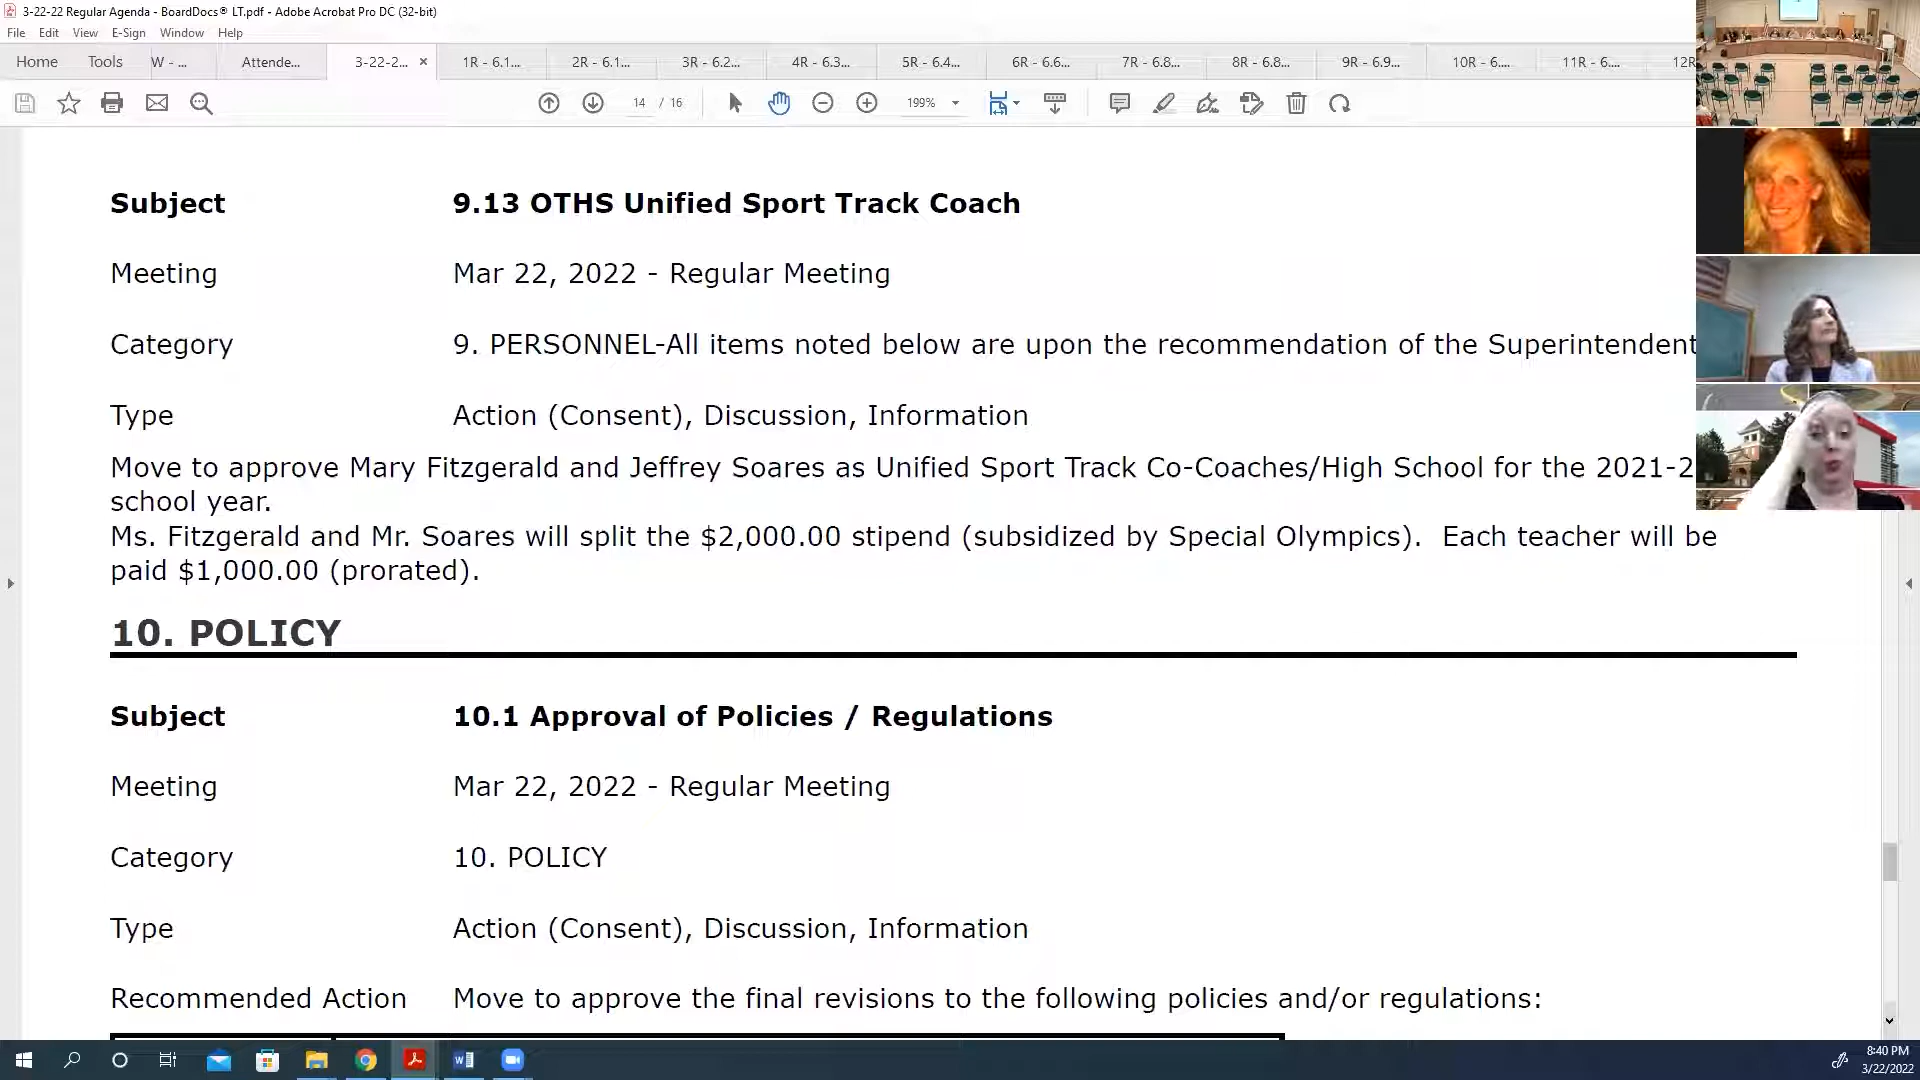 3-22-22 Regular Agenda - BoardDocs® LT.pdf - Adobe Acrobat Pro DC (32-bit)
File Edit View E-Sign Window Help
Home Tools W - ... Attende... 3-22-2... × 1R - 6.1... 2R - 6.1... 3R - 6.2... 4R - 6.3... 5R - 6.4... 6R - 6.6... 7R - 6.8... 8R - 6.8... 9R - 6.9... 10R - 6.... 11R - 6.... 12R
14 / 16 199%
Subject 9.13 OTHS Unified Sport Track Coach
Meeting Mar 22, 2022 - Regular Meeting
Category 9. PERSONNEL-All items noted below are upon the recommendation of the Superintendent
Type Action (Consent), Discussion, Information
Move to approve Mary Fitzgerald and Jeffrey Soares as Unified Sport Track Co-Coaches/High School for the 2021-2
school year.
Ms. Fitzgerald and Mr. Soares will split the $2,000.00 stipend (subsidized by Special Olympics). Each teacher will be
paid $1,000.00 (prorated).
10. POLICY
Subject 10.1 Approval of Policies / Regulations
Meeting Mar 22, 2022 - Regular Meeting
Category 10. POLICY
Type Action (Consent), Discussion, Information
Recommended Action Move to approve the final revisions to the following policies and/or regulations:
8:40 PM
3/22/2022